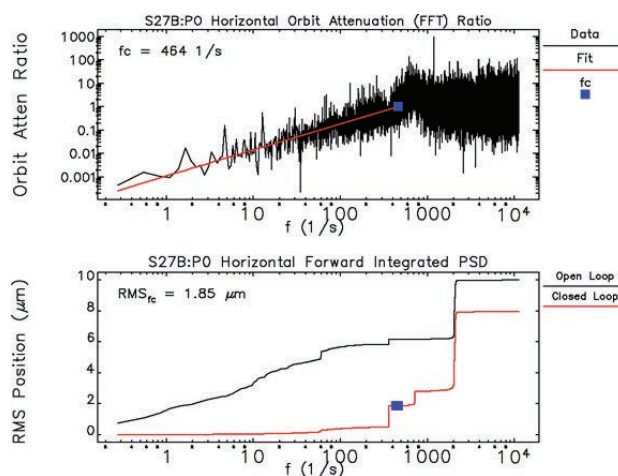 S27B:P0 Horizontal Orbit Attenuation (FFT) Ratio
fc = 464 1/s
Orbit Atten Ratio
1000
100
10
1
0.1
0.01
0.001
.1 1 10 100 1000 10^4
f (1/s)
Data
Fit
fc
S27B:P0 Horizontal Forward Integrated PSD
RMS_fc = 1.85 μm
RMS Position (μm)
10
8
6
4
2
0
.1 1 10 100 1000 10^4
f (1/s)
Open Loop
Closed Loop